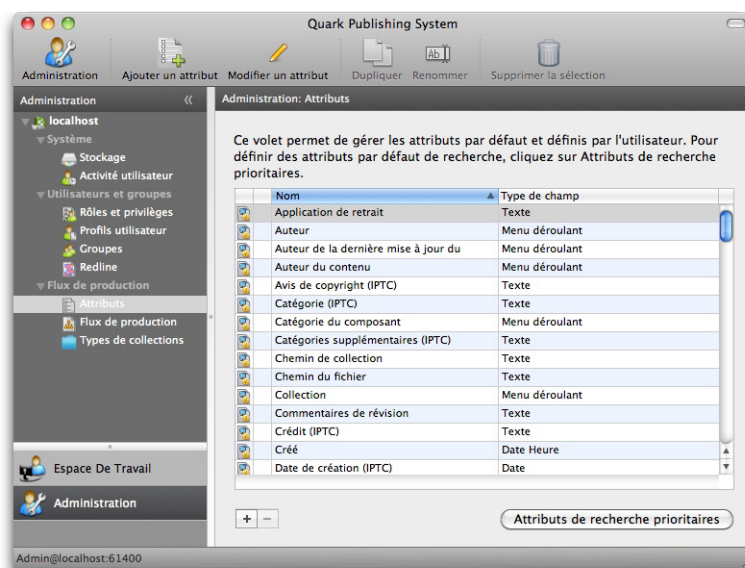 Quark Publishing System
Administration
Ajouter un attribut
Modifier un attribut
Dupliquer
Renommer
Supprimer la sélection
Administration
Administration: Attributs
localhost
Système
Stockage
Activité utilisateur
Utilisateurs et groupes
Rôles et privilèges
Profils utilisateur
Groupes
Redline
Flux de production
Attributs
Flux de production
Types de collections
Espace De Travail
Administration
Ce volet permet de gérer les attributs par défaut et définis par l'utilisateur. Pour
définir des attributs par défaut de recherche, cliquez sur Attributs de recherche
prioritaires.
Nom Type de champ
Application de retrait Texte
Auteur Menu déroulant
Auteur de la dernière mise à jour du Menu déroulant
Auteur du contenu Menu déroulant
Avis de copyright (IPTC) Texte
Catégorie (IPTC) Texte
Catégorie du composant Menu déroulant
Catégories supplémentaires (IPTC) Texte
Chemin de collection Texte
Chemin du fichier Texte
Collection Menu déroulant
Commentaires de révision Texte
Crédit (IPTC) Texte
Créé Date Heure
Date de création (IPTC) Date
Attributs de recherche prioritaires
Admin@localhost:61400